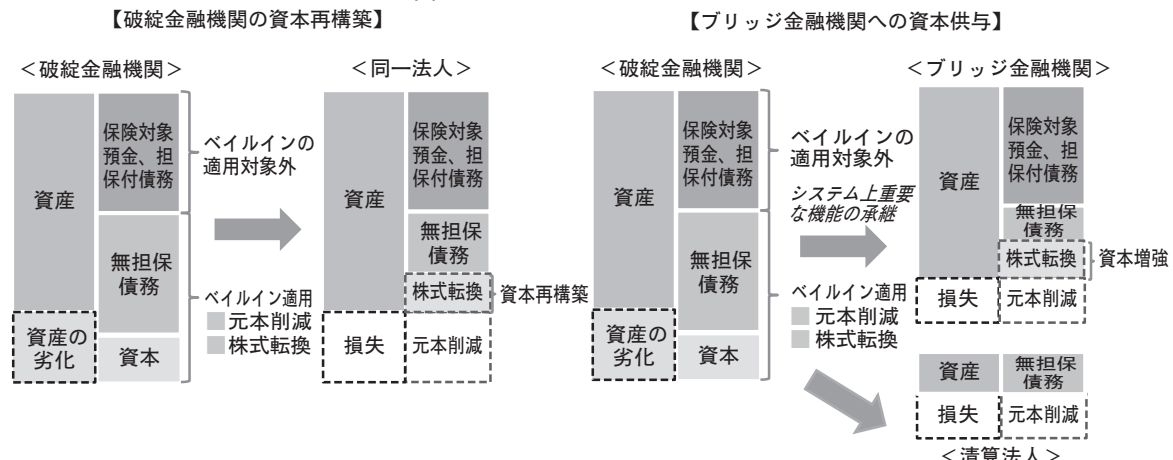 【破綻金融機関の資本再構築】
＜破綻金融機関＞
＜同一法人＞
資産
保険対象
預金、担
保付債務
ベイルインの
適用対象外
無担保
債務
資産の
劣化
資本
ベイルイン適用
元本削減
株式転換
資産
保険対象
預金、担
保付債務
無担保
債務
株式転換
資本再構築
損失
元本削減
【ブリッジ金融機関への資本供与】
＜破綻金融機関＞
＜ブリッジ金融機関＞
資産
保険対象
預金、担
保付債務
ベイルインの
適用対象外
システム上重要
な機能の承継
無担保
債務
資産の
劣化
資本
ベイルイン適用
元本削減
株式転換
資産
保険対象
預金、担
保付債務
無担保
債務
株式転換
資本増強
損失
元本削減
資産
無担保
債務
損失
元本削減
＜清算法人＞